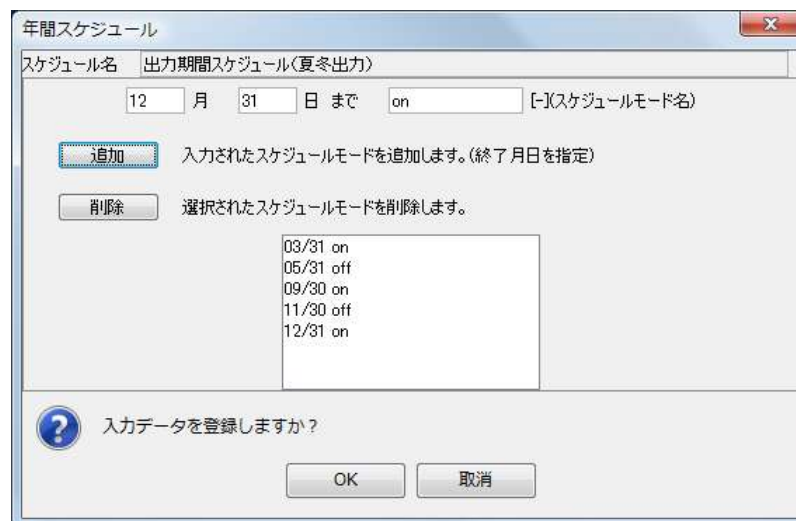 年間スケジュール
スケジュール名 出力期間スケジュール(夏冬出力)
12 月 31 日 まで on [-](スケジュールモード名)
追加 入力されたスケジュールモードを追加します。(終了月日を指定)
削除 選択されたスケジュールモードを削除します。
03/31 on
05/31 off
09/30 on
11/30 off
12/31 on
入力データを登録しますか？
OK 取消